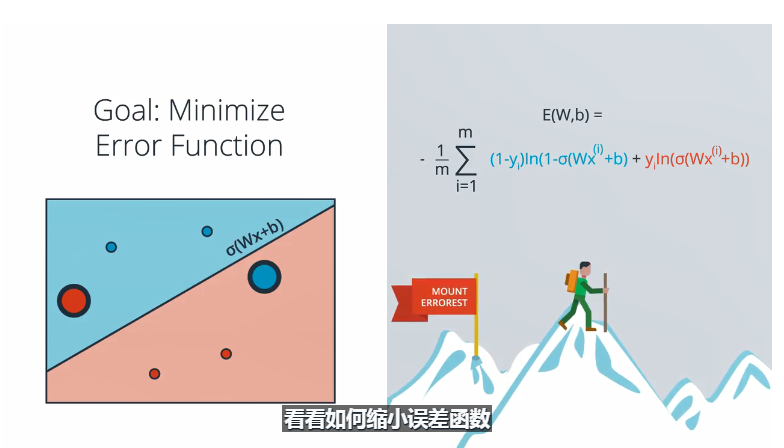 Goal: Minimize
Error Function
σ(Wx+b)
E(W,b) =
- 1/m m∑i=1 (1-yᵢ)ln(1-σ(Wx⁽ⁱ⁾+b) + yᵢln(σ(Wx⁽ⁱ⁾+b))
MOUNT
ERROREST
看看如何缩小误差函数